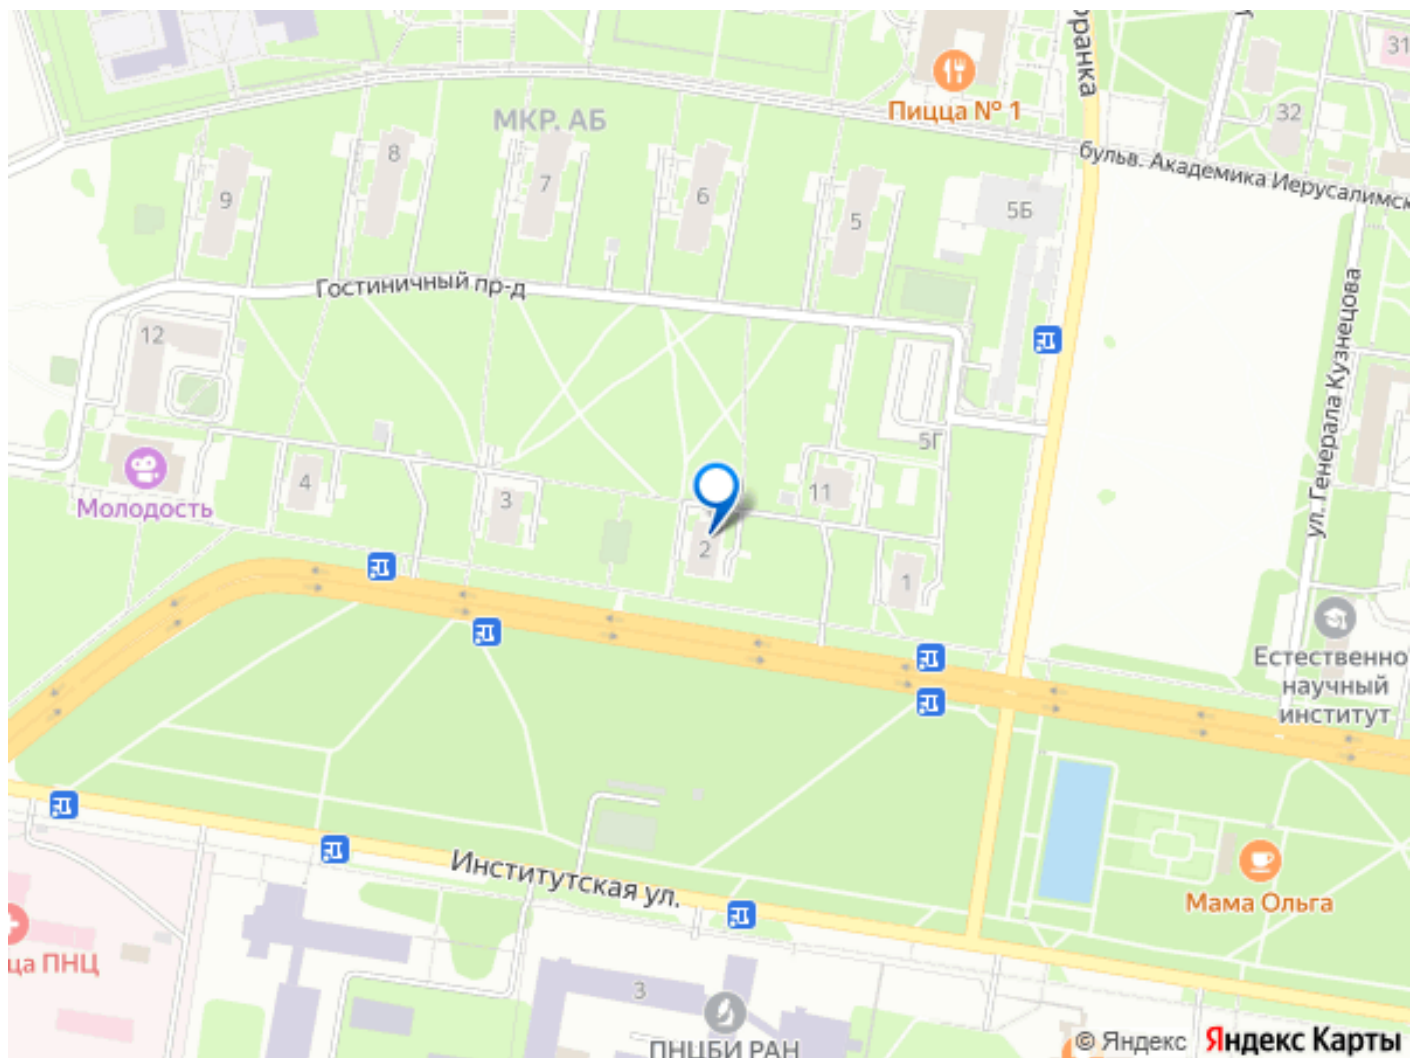 Пицца № 1
МКР. АБ
31
32
бульв. Академика Иерусалимск
8
7
6
9
5
5Б
Гостиничный пр-д
12
ул. Генерала Кузнецова
5Г
4
3
11
Молодость
2
1
Естественно
научный
институт
Институтская ул.
Мама Ольга
ца ПНЦ
3
ПНЦБИ РАН
© Яндекс Яндекс Карты